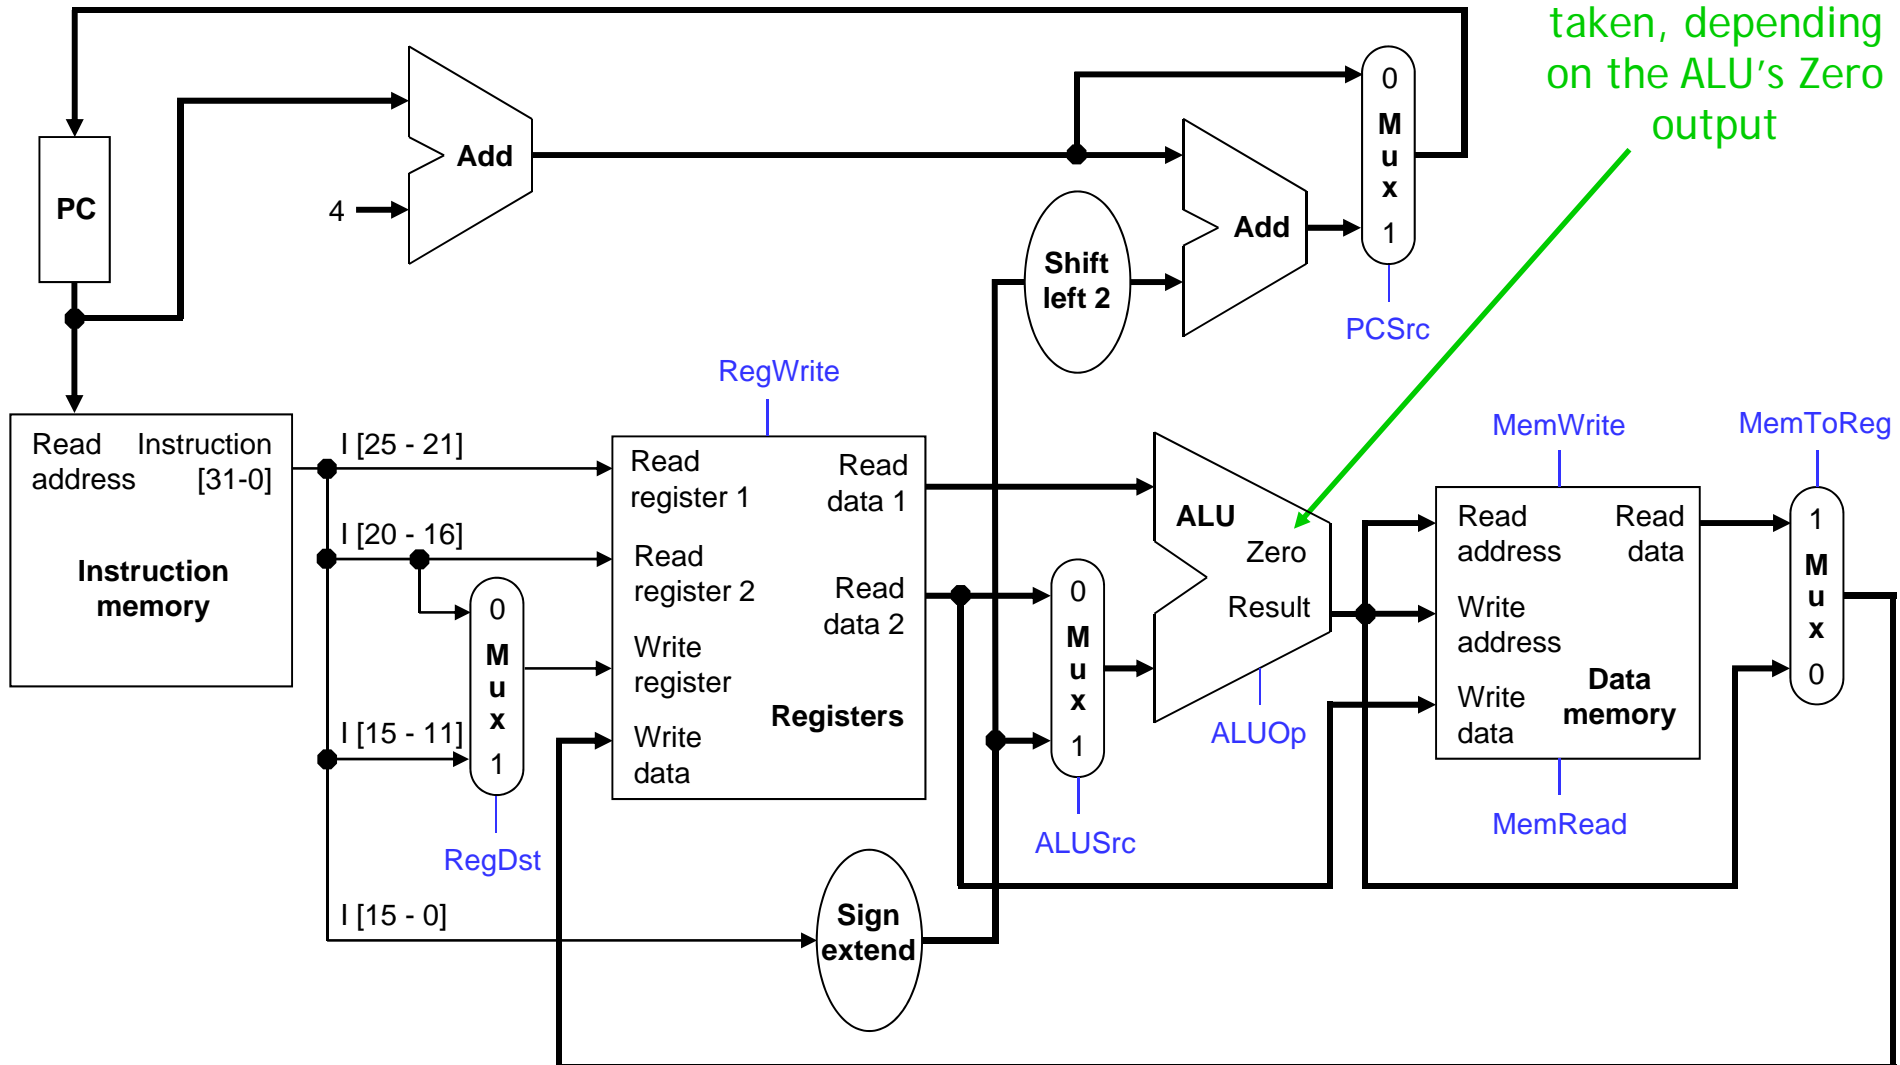 taken, depending
on the ALU's Zero
output
0
M
u
x
1
PCSrc
Add
4
PC
Add
Shift
left 2
RegWrite
MemWrite
MemToReg
Read address
Instruction [31-0]
Instruction
memory
I [25 - 21]
I [20 - 16]
I [15 - 11]
I [15 - 0]
0
M
u
x
1
RegDst
Read
register 1
Read
register 2
Write
register
Write
data
Read
data 1
Read
data 2
Registers
Sign
extend
0
M
u
x
1
ALUSrc
ALU
Zero
Result
ALUOp
Read
address
Write
address
Write
data
Read
data
Data
memory
MemRead
1
M
u
x
0